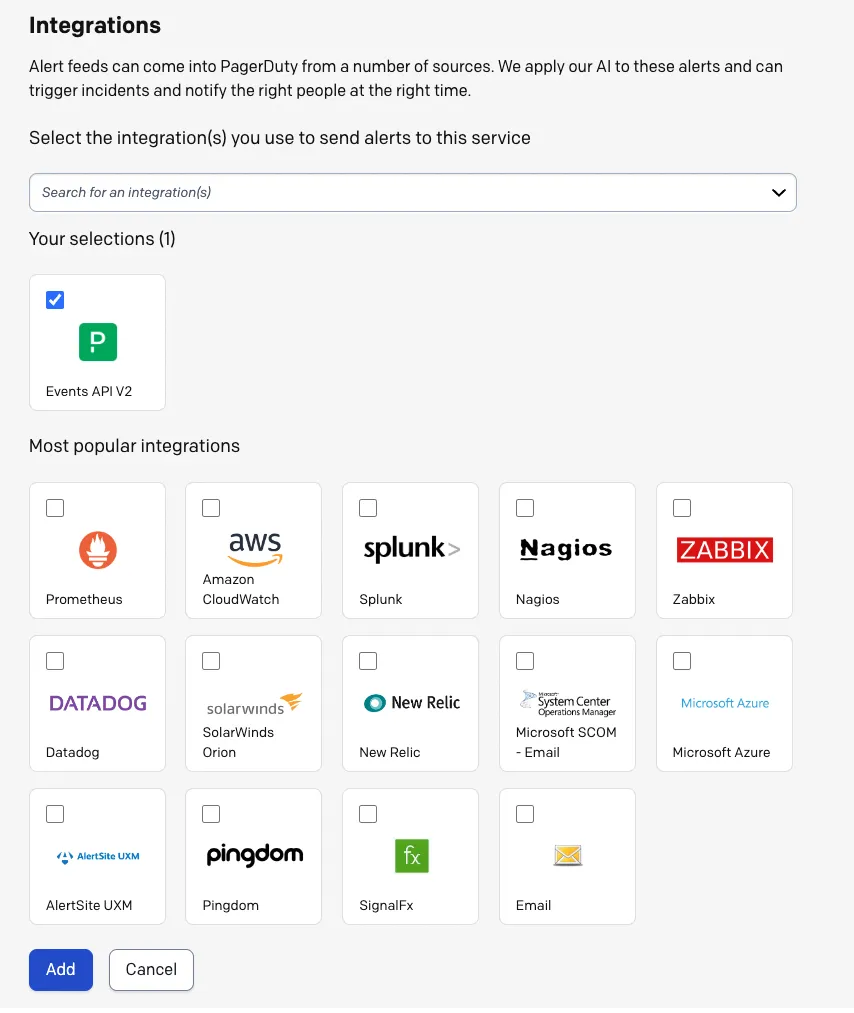 Integrations
Alert feeds can come into PagerDuty from a number of sources. We apply our AI to these alerts and can
trigger incidents and notify the right people at the right time.
Select the integration(s) you use to send alerts to this service
Search for an integration(s)
Your selections (1)
P
Events API V2
Most popular integrations
Prometheus
aws
Amazon
CloudWatch
splunk>
Splunk
Nagios
Nagios
ZABBIX
Zabbix
DATADOG
Datadog
solarwinds
SolarWinds
Orion
New Relic
New Relic
Microsoft
System Center
Operations Manager
Microsoft SCOM
- Email
Microsoft Azure
Microsoft Azure
AlertSite UXM
AlertSite UXM
pingdom
Pingdom
fx
SignalFx
Email
Add
Cancel